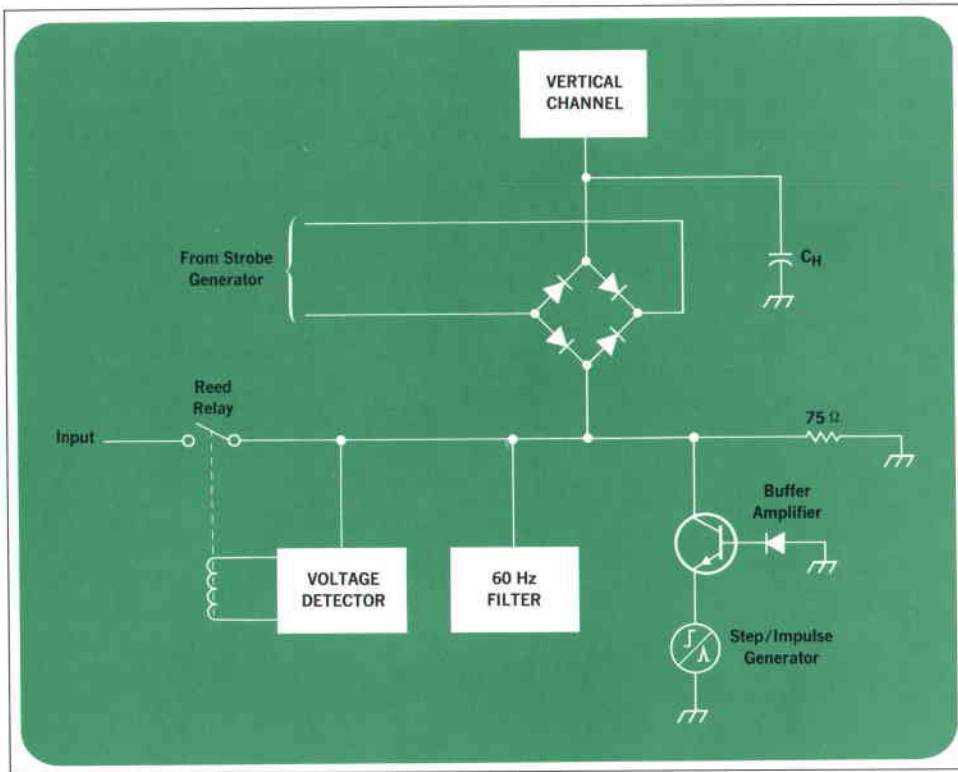 VERTICAL
CHANNEL
From Strobe
Generator
C_H
Reed
Relay
Input
75 Ω
Buffer
Amplifier
VOLTAGE
DETECTOR
60 Hz
FILTER
Step/Impulse
Generator